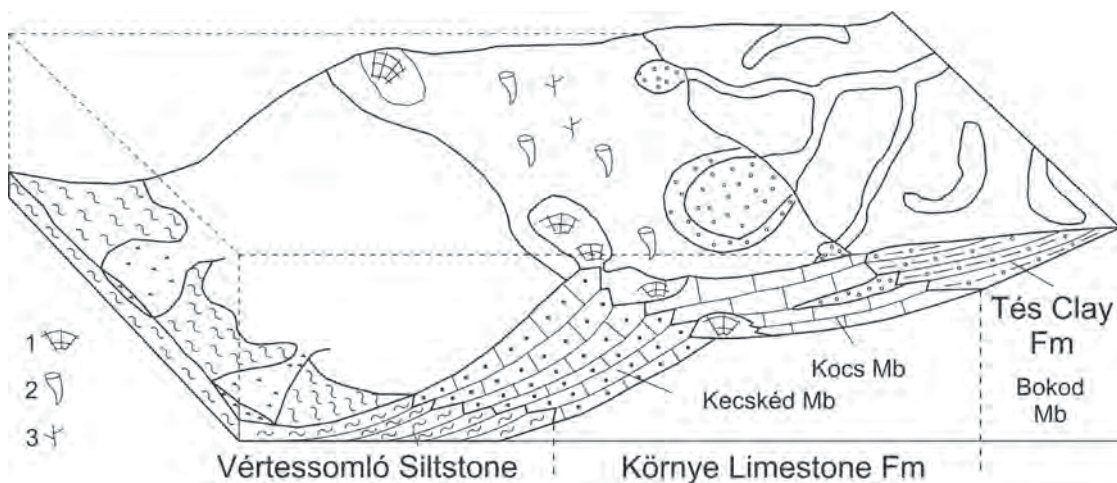 1
2
3
Tés Clay
Fm
Bokod
Mb
Kocs Mb
Kecskéd Mb
Vértessomló Siltstone
Környe Limestone Fm